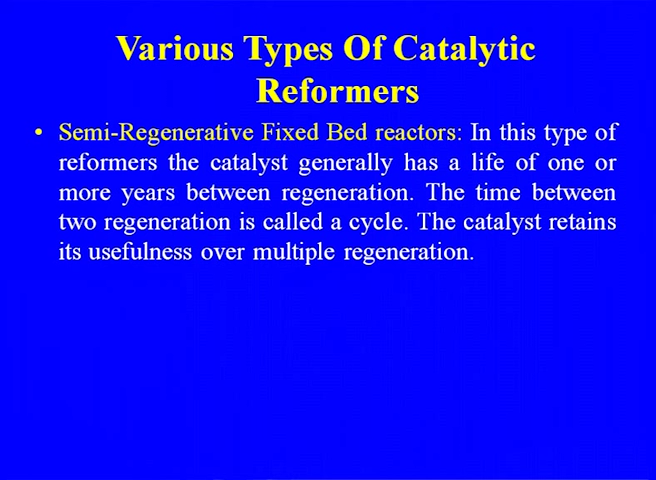 Various Types Of Catalytic
Reformers
• Semi-Regenerative Fixed Bed reactors: In this type of
reformers the catalyst generally has a life of one or
more years between regeneration. The time between
two regeneration is called a cycle. The catalyst retains
its usefulness over multiple regeneration.